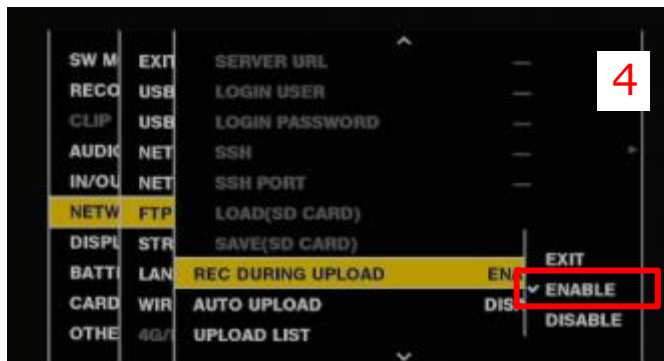 SW M EXIT SERVER URL —
4
RECO USB LOGIN USER —
CLIP USB LOGIN PASSWORD —
AUDIO NET SSH —
IN/OU NET SSH PORT —
NETW FTP LOAD(SD CARD)
DISPL STR SAVE(SD CARD)
EXIT
BATT LAN REC DURING UPLOAD ENA
✓ ENABLE
CARD WIR AUTO UPLOAD DIS
DISABLE
OTHE 4G/ UPLOAD LIST